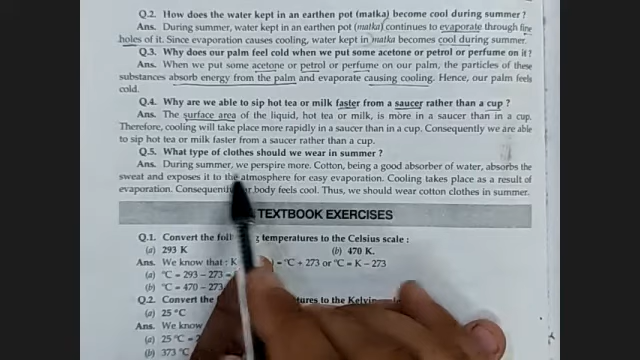 Q.2. How does the water kept in an earthen pot (matka) become cool during summer?
Ans. During summer, water kept in an earthen pot (matka) continues to evaporate through fine
holes of it. Since evaporation causes cooling, water kept in matka becomes cool during summer.
Q.3. Why does our palm feel cold when we put some acetone or petrol or perfume on it?
Ans. When we put some acetone or petrol or perfume on our palm, the particles of these
substances absorb energy from the palm and evaporate causing cooling. Hence, our palm feels
cold.
Q.4. Why are we able to sip hot tea or milk faster from a saucer rather than a cup ?
Ans. The surface area of the liquid, hot tea or milk, is more in a saucer than in a cup.
Therefore, cooling will take place more rapidly in a saucer than in a cup. Consequently we are able
to sip hot tea or milk faster from a saucer rather than a cup.
Q.5. What type of clothes should we wear in summer ?
Ans. During summer, we perspire more. Cotton, being a good absorber of water, absorbs the
sweat and exposes it to the atmosphere for easy evaporation. Cooling takes place as a result of
evaporation. body feels cool. Thus, we should wear cotton clothes in summer.
TEXTBOOK EXERCISES
Q.1. Convert the temperatures to the Celsius scale :
(a) 293 K (b) 470 K.
Ans. We know that : K = °C + 273 or °C = K – 273
(a) °C = 293 – 273 =
(b) °C = 470 – 273
Q.2. Convert the to the
(a) 25 °C
Ans. We know
(a) 25 °C
(b) 373 °C